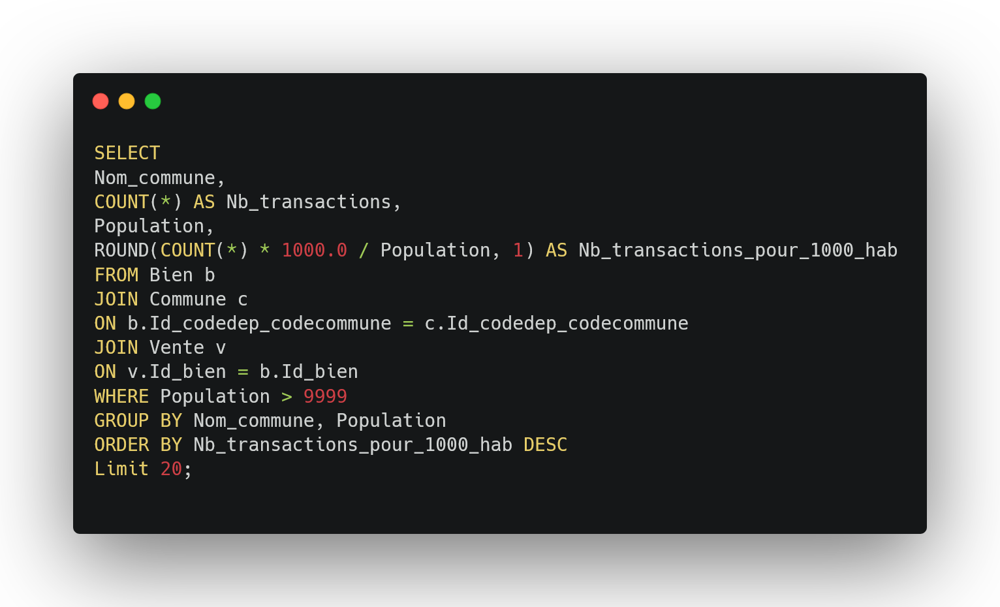 SELECT
Nom_commune,
COUNT(*) AS Nb_transactions,
Population,
ROUND(COUNT(*) * 1000.0 / Population, 1) AS Nb_transactions_pour_1000_hab
FROM Bien b
JOIN Commune c
ON b.Id_codedep_codecommune = c.Id_codedep_codecommune
JOIN Vente v
ON v.Id_bien = b.Id_bien
WHERE Population > 9999
GROUP BY Nom_commune, Population
ORDER BY Nb_transactions_pour_1000_hab DESC
Limit 20;